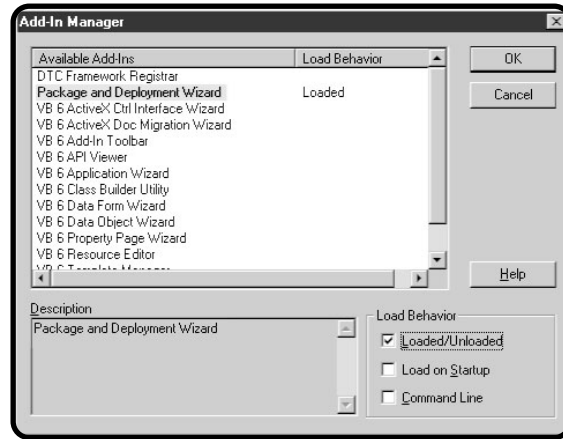 Add-In Manager
Available Add-Ins Load Behavior
DTC Framework Registrar
Package and Deployment Wizard Loaded
VB 6 ActiveX Ctrl Interface Wizard
VB 6 ActiveX Doc Migration Wizard
VB 6 Add-In Toolbar
VB 6 API Viewer
VB 6 Application Wizard
VB 6 Class Builder Utility
VB 6 Data Form Wizard
VB 6 Data Object Wizard
VB 6 Property Page Wizard
VB 6 Resource Editor
VB 6 Template Manager
OK
Cancel
Help
Description
Package and Deployment Wizard
Load Behavior
Loaded/Unloaded
Load on Startup
Command Line